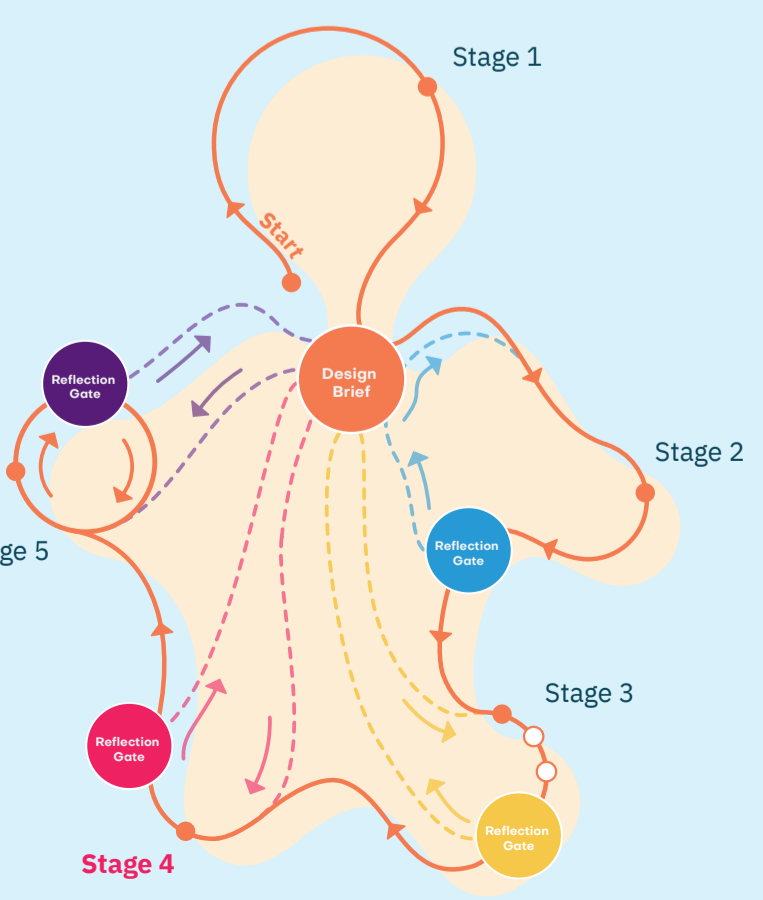 Stage 1
Start
Design
Brief
Reflection
Gate
Stage 2
Reflection
Gate
ge 5
Stage 3
Reflection
Gate
Reflection
Gate
Stage 4